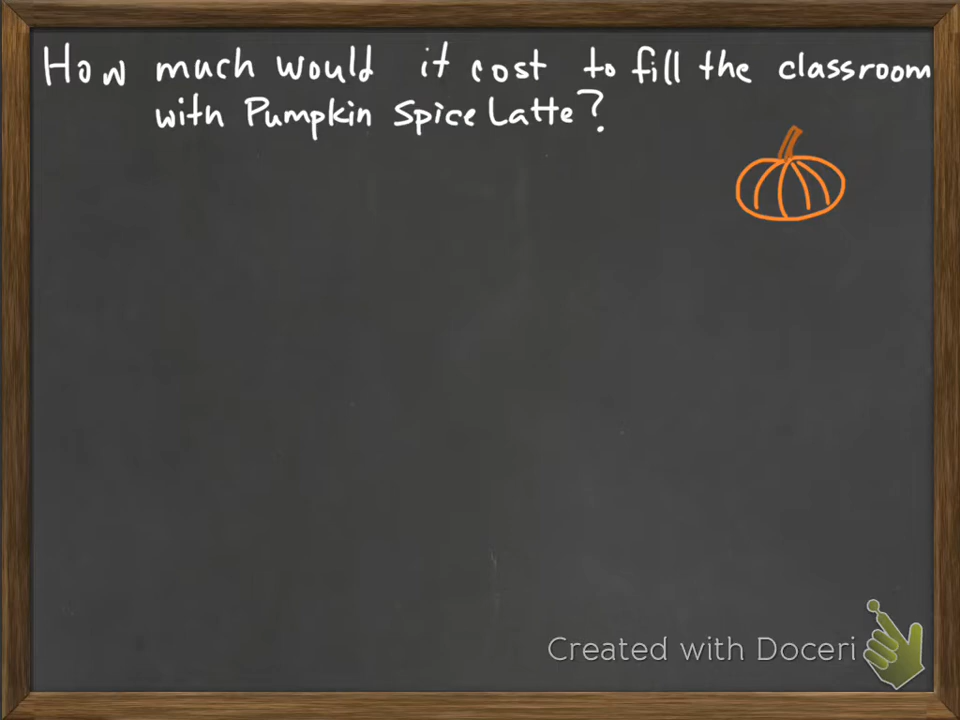 How much would it cost to fill the classroom
with Pumpkin Spice Latte?
Created with Doceri